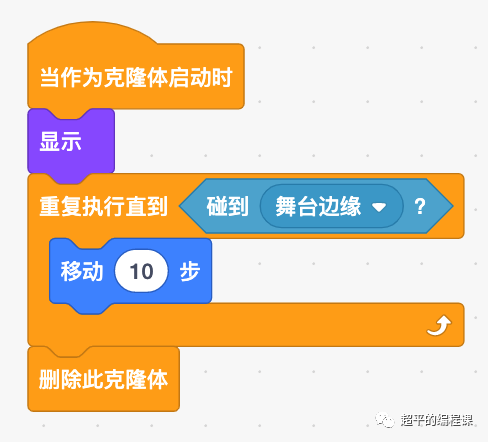 当作为克隆体启动时
显示
重复执行直到 碰到 舞台边缘 ?
移动 10 步
删除此克隆体
超平的编程课